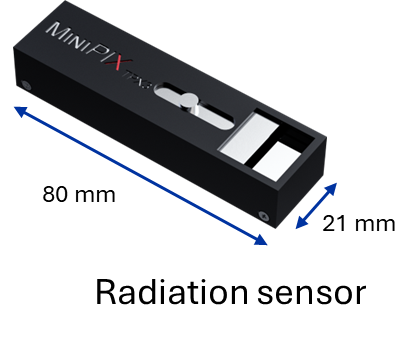 MINIPIX TPX3
80 mm
21 mm
Radiation sensor